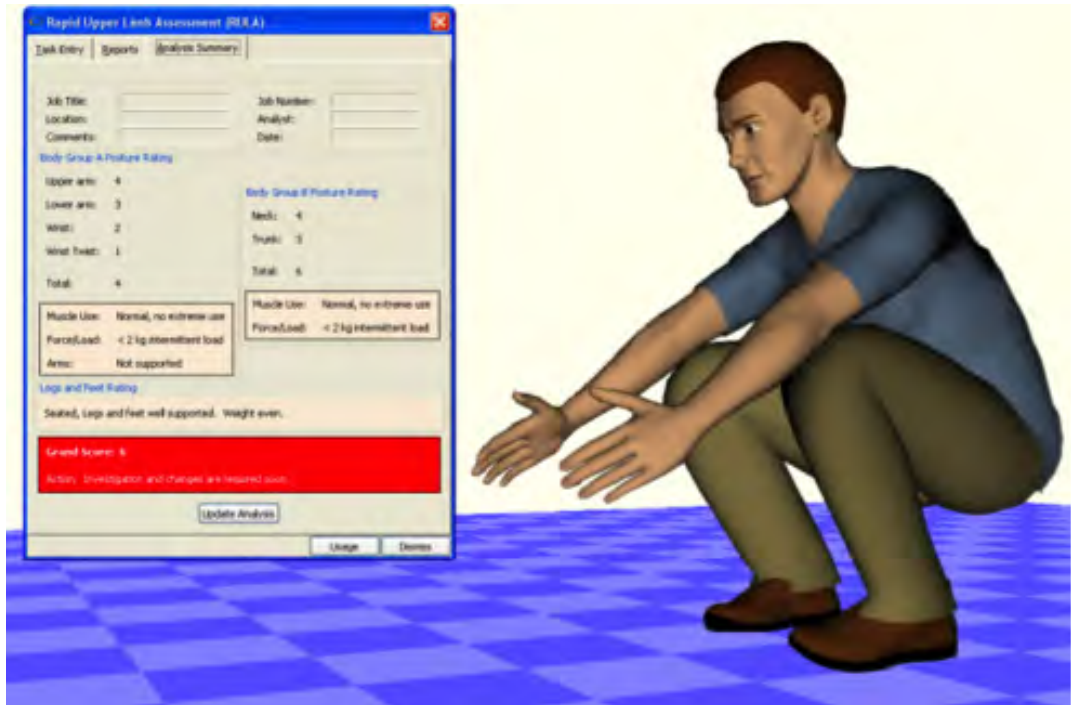 Rapid Upper Limb Assessment (RULA)
Task Entry Reports Analysis Summary
Job Title: Job Number:
Location: Analyst:
Comments: Date:
Body Group A Posture Rating
Upper arm: 4
Body Group B Posture Rating
Lower arm: 3
Neck: 4
Wrist: 2
Trunk: 3
Wrist Twist: 1
Total: 6
Total: 4
Muscle Use: Normal, no extreme use
Force/Load: < 2 kg intermittent load
Muscle Use: Normal, no extreme use
Force/Load: < 2 kg intermittent load
Arms: Not supported
Legs and Feet Rating
Seated, Legs and feet well supported. Weight even.
Grand Score: 6
Action: Investigation and changes are required soon.
Update Analysis
Usage Dismiss